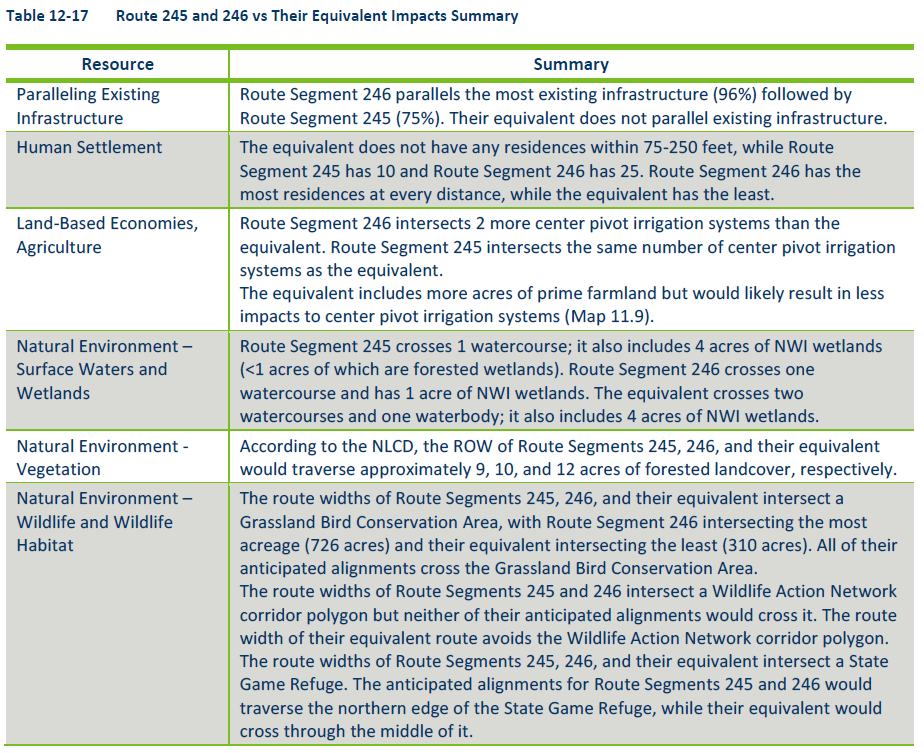 Table 12-17 Route 245 and 246 vs Their Equivalent Impacts Summary
Resource
Summary
Paralleling Existing
Infrastructure
Route Segment 246 parallels the most existing infrastructure (96%) followed by
Route Segment 245 (75%). Their equivalent does not parallel existing infrastructure.
Human Settlement
The equivalent does not have any residences within 75-250 feet, while Route
Segment 245 has 10 and Route Segment 246 has 25. Route Segment 246 has the
most residences at every distance, while the equivalent has the least.
Land-Based Economies,
Agriculture
Route Segment 246 intersects 2 more center pivot irrigation systems than the
equivalent. Route Segment 245 intersects the same number of center pivot irrigation
systems as the equivalent.
The equivalent includes more acres of prime farmland but would likely result in less
impacts to center pivot irrigation systems (Map 11.9).
Natural Environment –
Surface Waters and
Wetlands
Route Segment 245 crosses 1 watercourse; it also includes 4 acres of NWI wetlands
(<1 acres of which are forested wetlands). Route Segment 246 crosses one
watercourse and has 1 acre of NWI wetlands. The equivalent crosses two
watercourses and one waterbody; it also includes 4 acres of NWI wetlands.
Natural Environment -
Vegetation
According to the NLCD, the ROW of Route Segments 245, 246, and their equivalent
would traverse approximately 9, 10, and 12 acres of forested landcover, respectively.
Natural Environment –
Wildlife and Wildlife
Habitat
The route widths of Route Segments 245, 246, and their equivalent intersect a
Grassland Bird Conservation Area, with Route Segment 246 intersecting the most
acreage (726 acres) and their equivalent intersecting the least (310 acres). All of their
anticipated alignments cross the Grassland Bird Conservation Area.
The route widths of Route Segments 245 and 246 intersect a Wildlife Action Network
corridor polygon but neither of their anticipated alignments would cross it. The route
width of their equivalent route avoids the Wildlife Action Network corridor polygon.
The route widths of Route Segments 245, 246, and their equivalent intersect a State
Game Refuge. The anticipated alignments for Route Segments 245 and 246 would
traverse the northern edge of the State Game Refuge, while their equivalent would
cross through the middle of it.